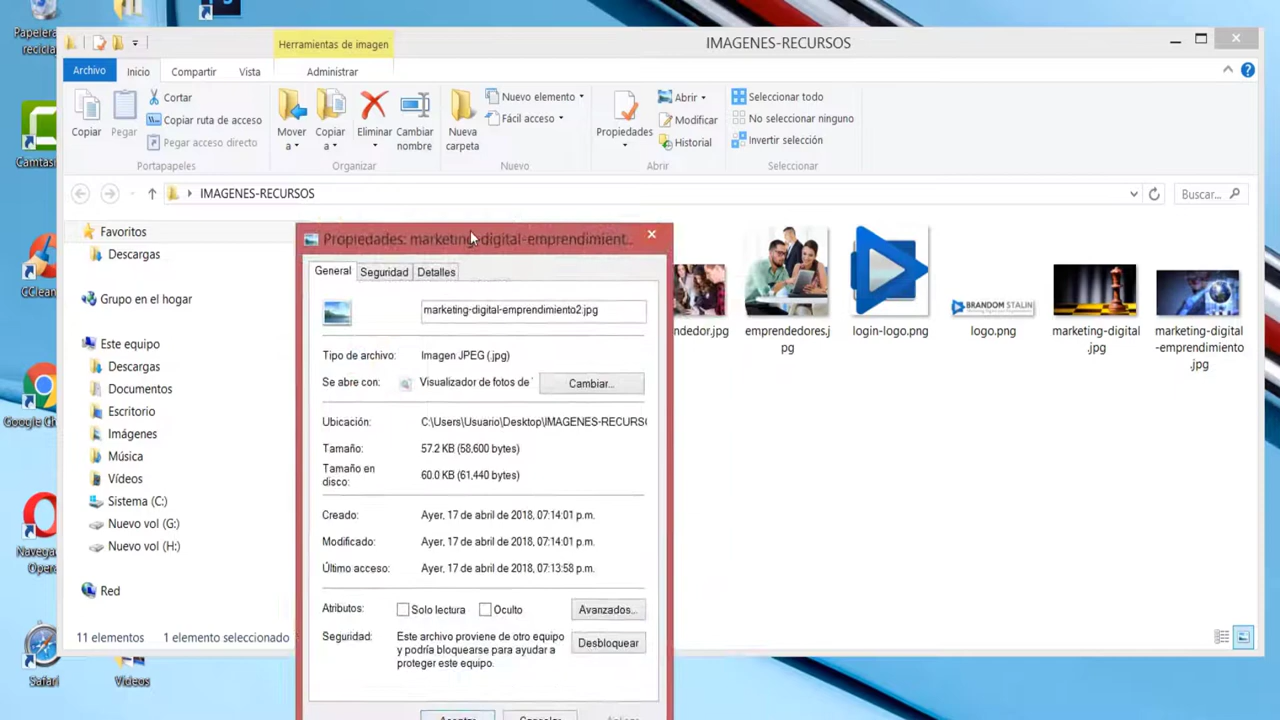 Papelera
recicla
Herramientas de imagen
IMAGENES-RECURSOS
Archivo
Inicio
Compartir
Vista
Administrar
Copiar
Pegar
Cortar
Copiar ruta de acceso
Pegar acceso directo
Portapapeles
Mover
a
Copiar
a
Eliminar
Cambiar
nombre
Organizar
Nueva
carpeta
Nuevo elemento
Fácil acceso
Nuevo
Propiedades
Abrir
Modificar
Historial
Abrir
Seleccionar todo
No seleccionar ninguno
Invertir selección
Seleccionar
IMAGENES-RECURSOS
Buscar...
Camtasi
CClean
Google Ch
Navega
Oper
Safari
Videos
Favoritos
Descargas
Grupo en el hogar
Este equipo
Descargas
Documentos
Escritorio
Imágenes
Música
Vídeos
Sistema (C:)
Nuevo vol (G:)
Nuevo vol (H:)
Red
11 elementos 1 elemento seleccionado
Propiedades: marketing-digital-emprendimient...
General
Seguridad
Detalles
marketing-digital-emprendimiento2.jpg
Tipo de archivo: Imagen JPEG (.jpg)
Se abre con: Visualizador de fotos de Cambiar...
Ubicación: C:\Users\Usuario\Desktop\IMAGENES-RECURSO
Tamaño: 57.2 KB (58,600 bytes)
Tamaño en
disco: 60.0 KB (61,440 bytes)
Creado: Ayer, 17 de abril de 2018, 07:14:01 p.m.
Modificado: Ayer, 17 de abril de 2018, 07:14:01 p.m.
Último acceso: Ayer, 17 de abril de 2018, 07:13:58 p.m.
Atributos: Solo lectura Oculto Avanzados...
Seguridad: Este archivo proviene de otro equipo
y podría bloquearse para ayudar a
proteger este equipo.
Desbloquear
ndedor.jpg
emprendedores.j
pg
login-logo.png
BRANDOM STALIN
logo.png
marketing-digital
.jpg
marketing-digital
-emprendimiento
.jpg